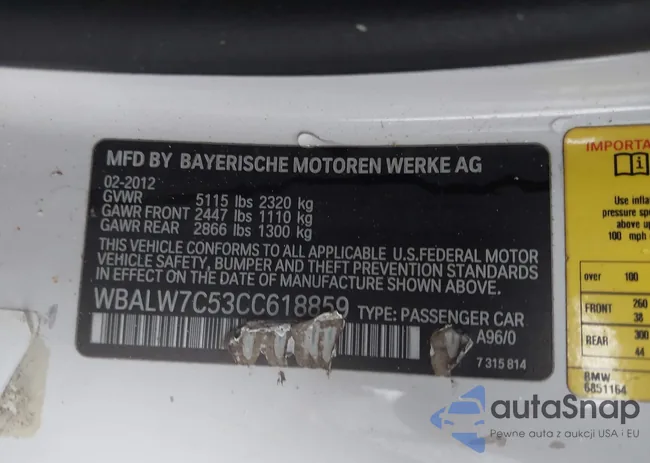 MFD BY BAYERISCHE MOTOREN WERKE AG
02-2012
GVWR 5115 lbs 2320 kg
GAWR FRONT 2447 lbs 1110 kg
GAWR REAR 2866 lbs 1300 kg
THIS VEHICLE CONFORMS TO ALL APPLICABLE U.S.FEDERAL MOTOR
VEHICLE SAFETY, BUMPER AND THEFT PREVENTION STANDARDS
IN EFFECT ON THE DATE OF MANUFACTURE SHOWN ABOVE.
WBALW7C53CC618859 TYPE: PASSENGER CAR
A96/0
7 315 814
IMPORTA
Use infla
pressure spe
above up
100 mph
over 100
FRONT 260
38
REAR 300
44
BMW
6851164
autaSnap
Pewne auta z aukcji USA i EU